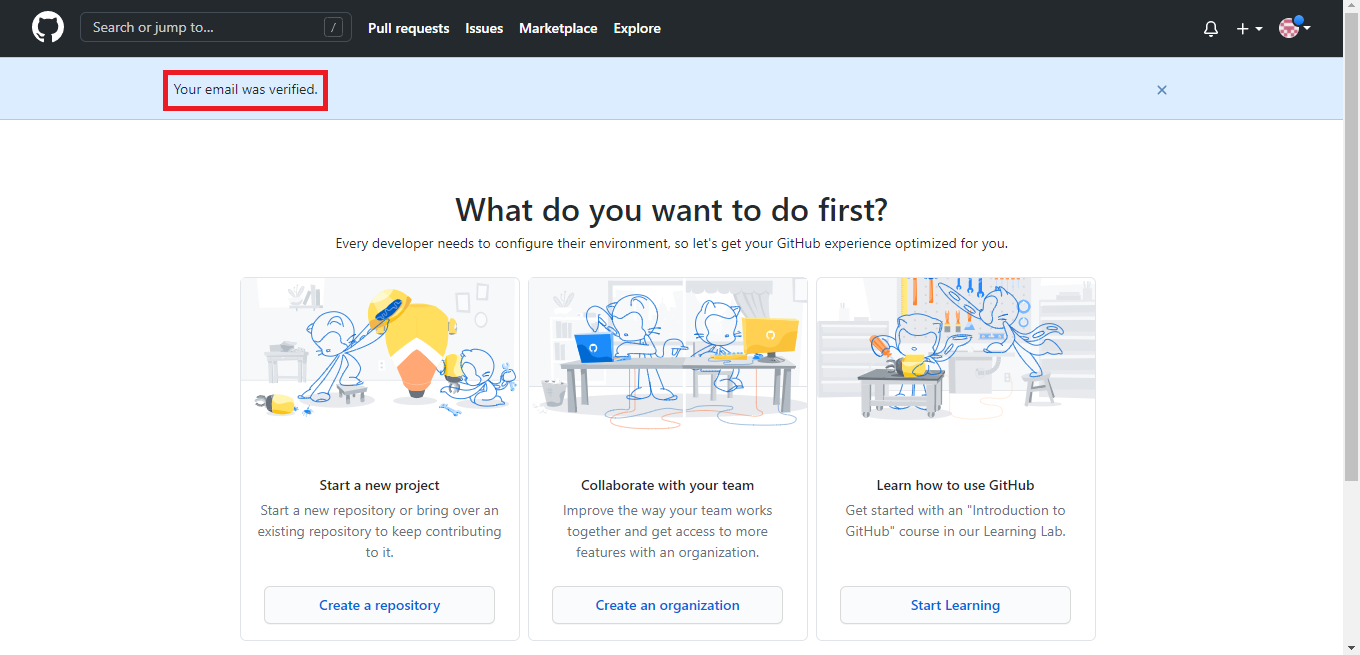 Search or jump to... /
Pull requests Issues Marketplace Explore
Your email was verified.
What do you want to do first?
Every developer needs to configure their environment, so let's get your GitHub experience optimized for you.
Start a new project
Start a new repository or bring over an
existing repository to keep contributing
to it.
Create a repository
Collaborate with your team
Improve the way your team works
together and get access to more
features with an organization.
Create an organization
Learn how to use GitHub
Get started with an "Introduction to
GitHub" course in our Learning Lab.
Start Learning